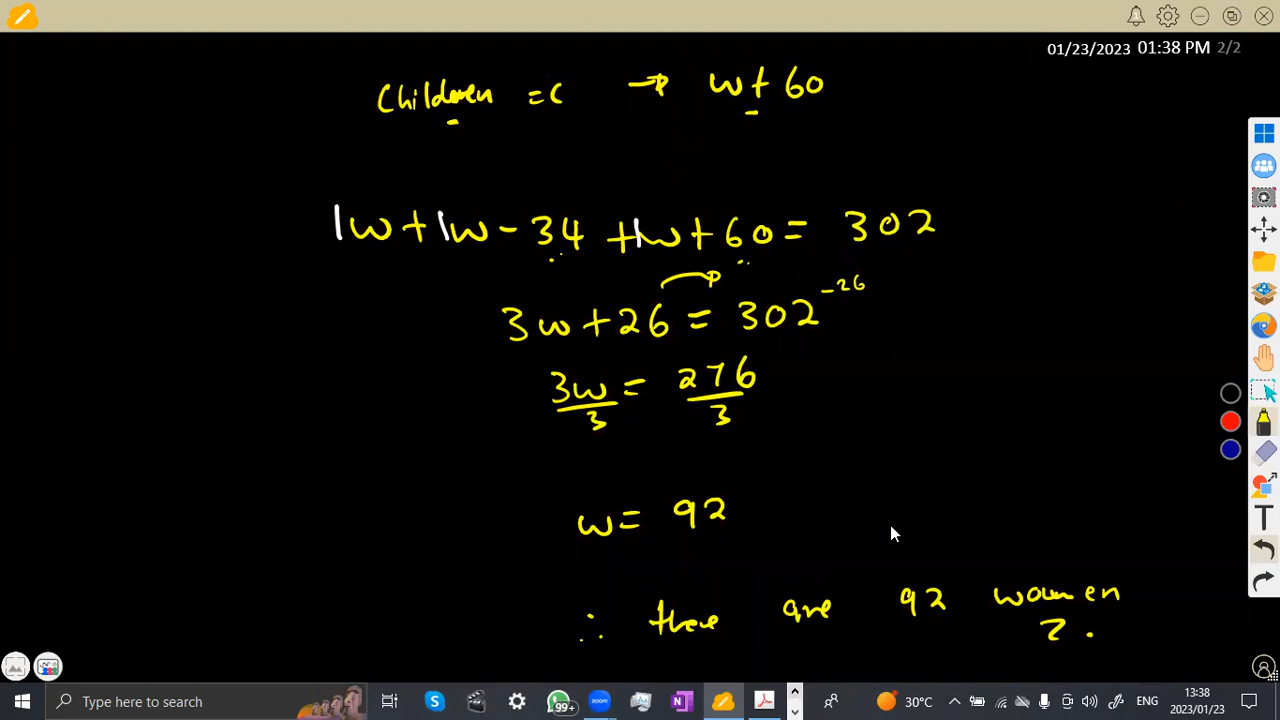 01/23/2023 01:38 PM 2/2
Children = C → w + 60
1w + 1w - 34 + 1w + 60 = 302
3w + 26 = 302 -26
3w = 276
3 3
w = 92
∴ there are 92 women
Type here to search
99+
30°C
ENG
13:38
2023/01/23